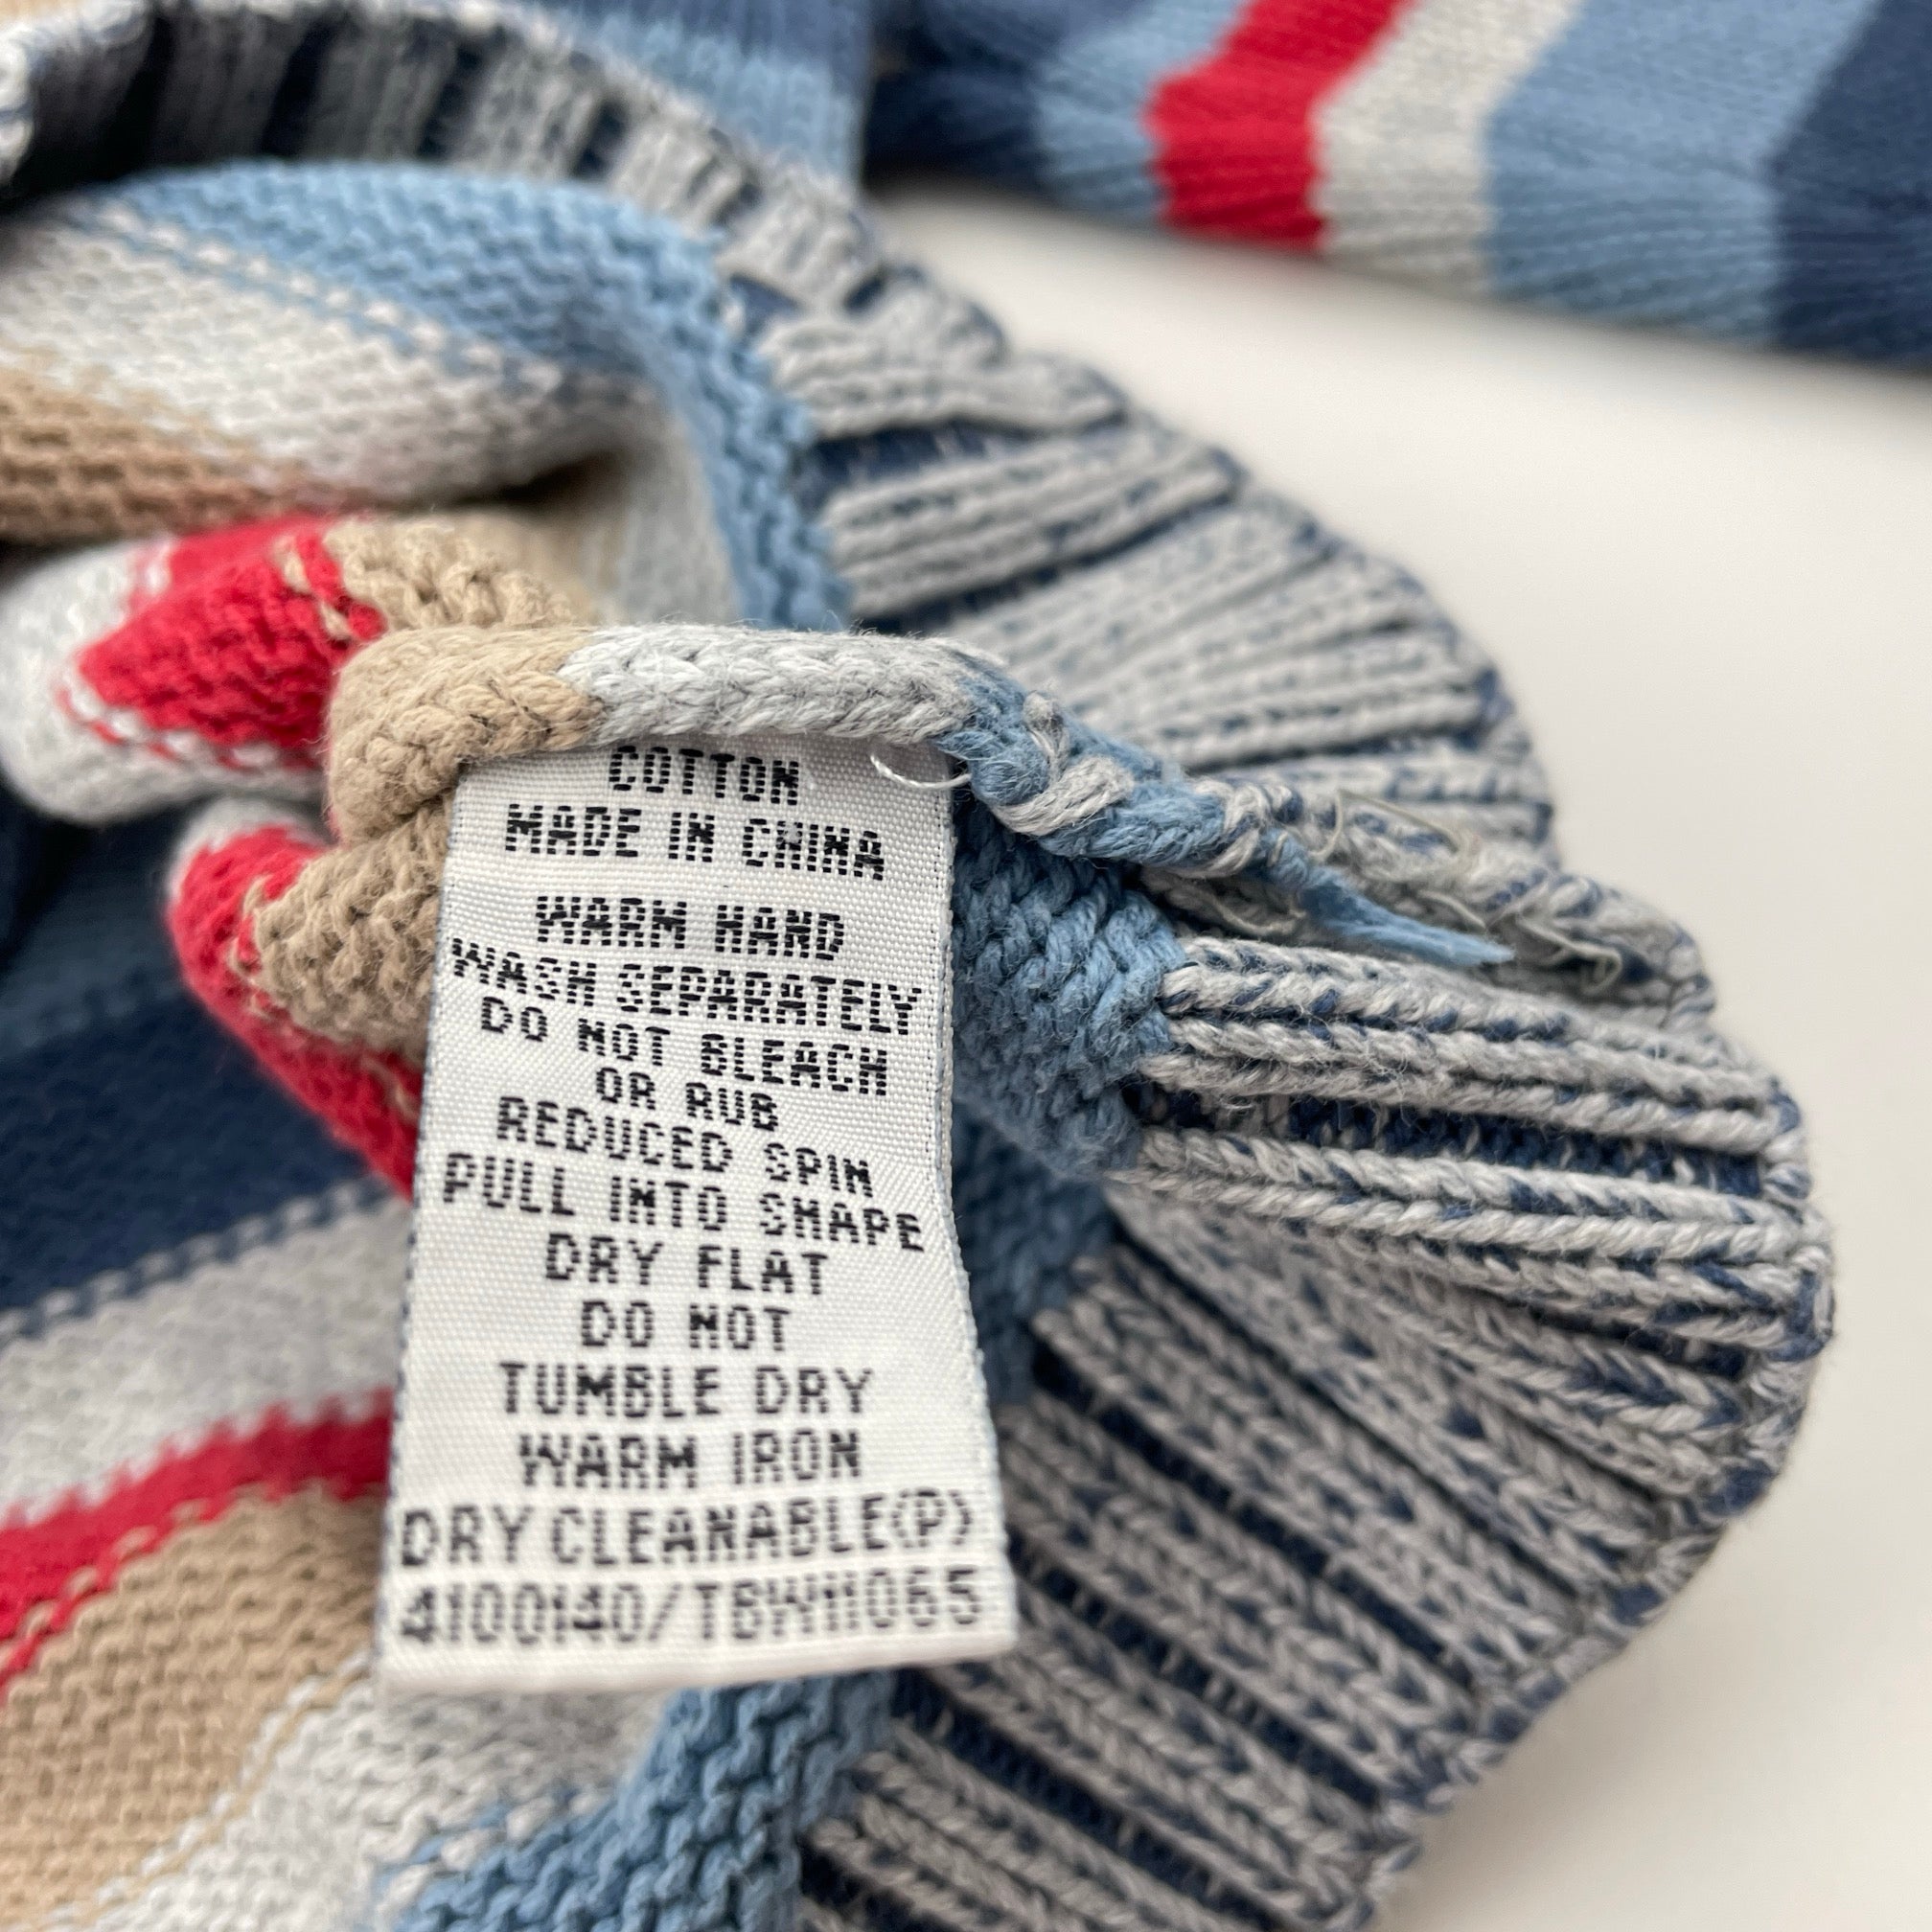 COTTON
MADE IN CHINA
WARM HAND
WASH SEPARATELY
DO NOT BLEACH
OR RUB
REDUCED SPIN
PULL INTO SHAPE
DRY FLAT
DO NOT
TUMBLE DRY
WARM IRON
DRY CLEANABLE(P)
4100140/TBW11065